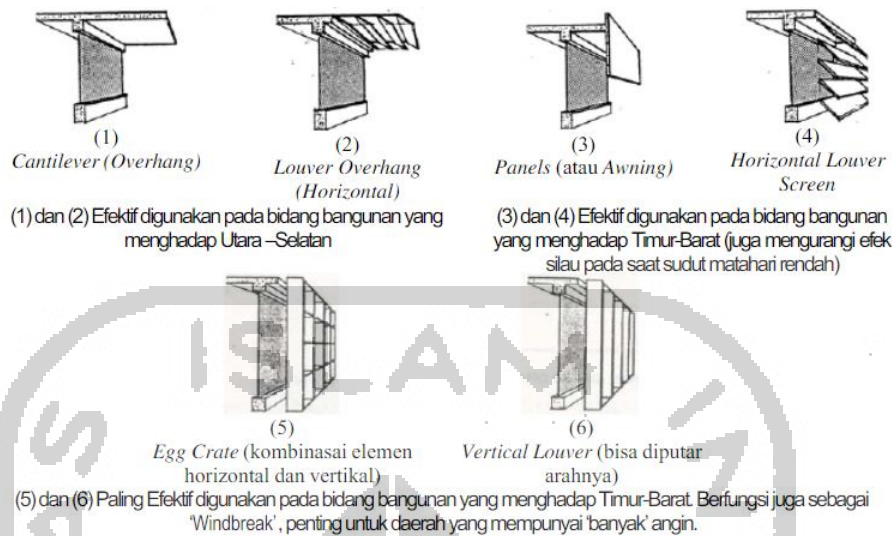 (1)
Cantilever (Overhang)
(2)
Louver Overhang
(Horizontal)
(1) dan (2) Efektif digunakan pada bidang bangunan yang
menghadap Utara –Selatan
(3)
Panels (atau Awning)
(4)
Horizontal Louver
Screen
(3) dan (4) Efektif digunakan pada bidang bangunan
yang menghadap Timur-Barat (juga mengurangi efek
silau pada saat sudut matahari rendah)
ISLAM
(5)
Egg Crate (kombinasai elemen
horizontal dan vertikal)
(6)
Vertical Louver (bisa diputar
arahnya)
(5) dan (6) Paling Efektif digunakan pada bidang bangunan yang menghadap Timur-Barat. Berfungsi juga sebagai
'Windbreak', penting untuk daerah yang mempunyai 'banyak' angin.